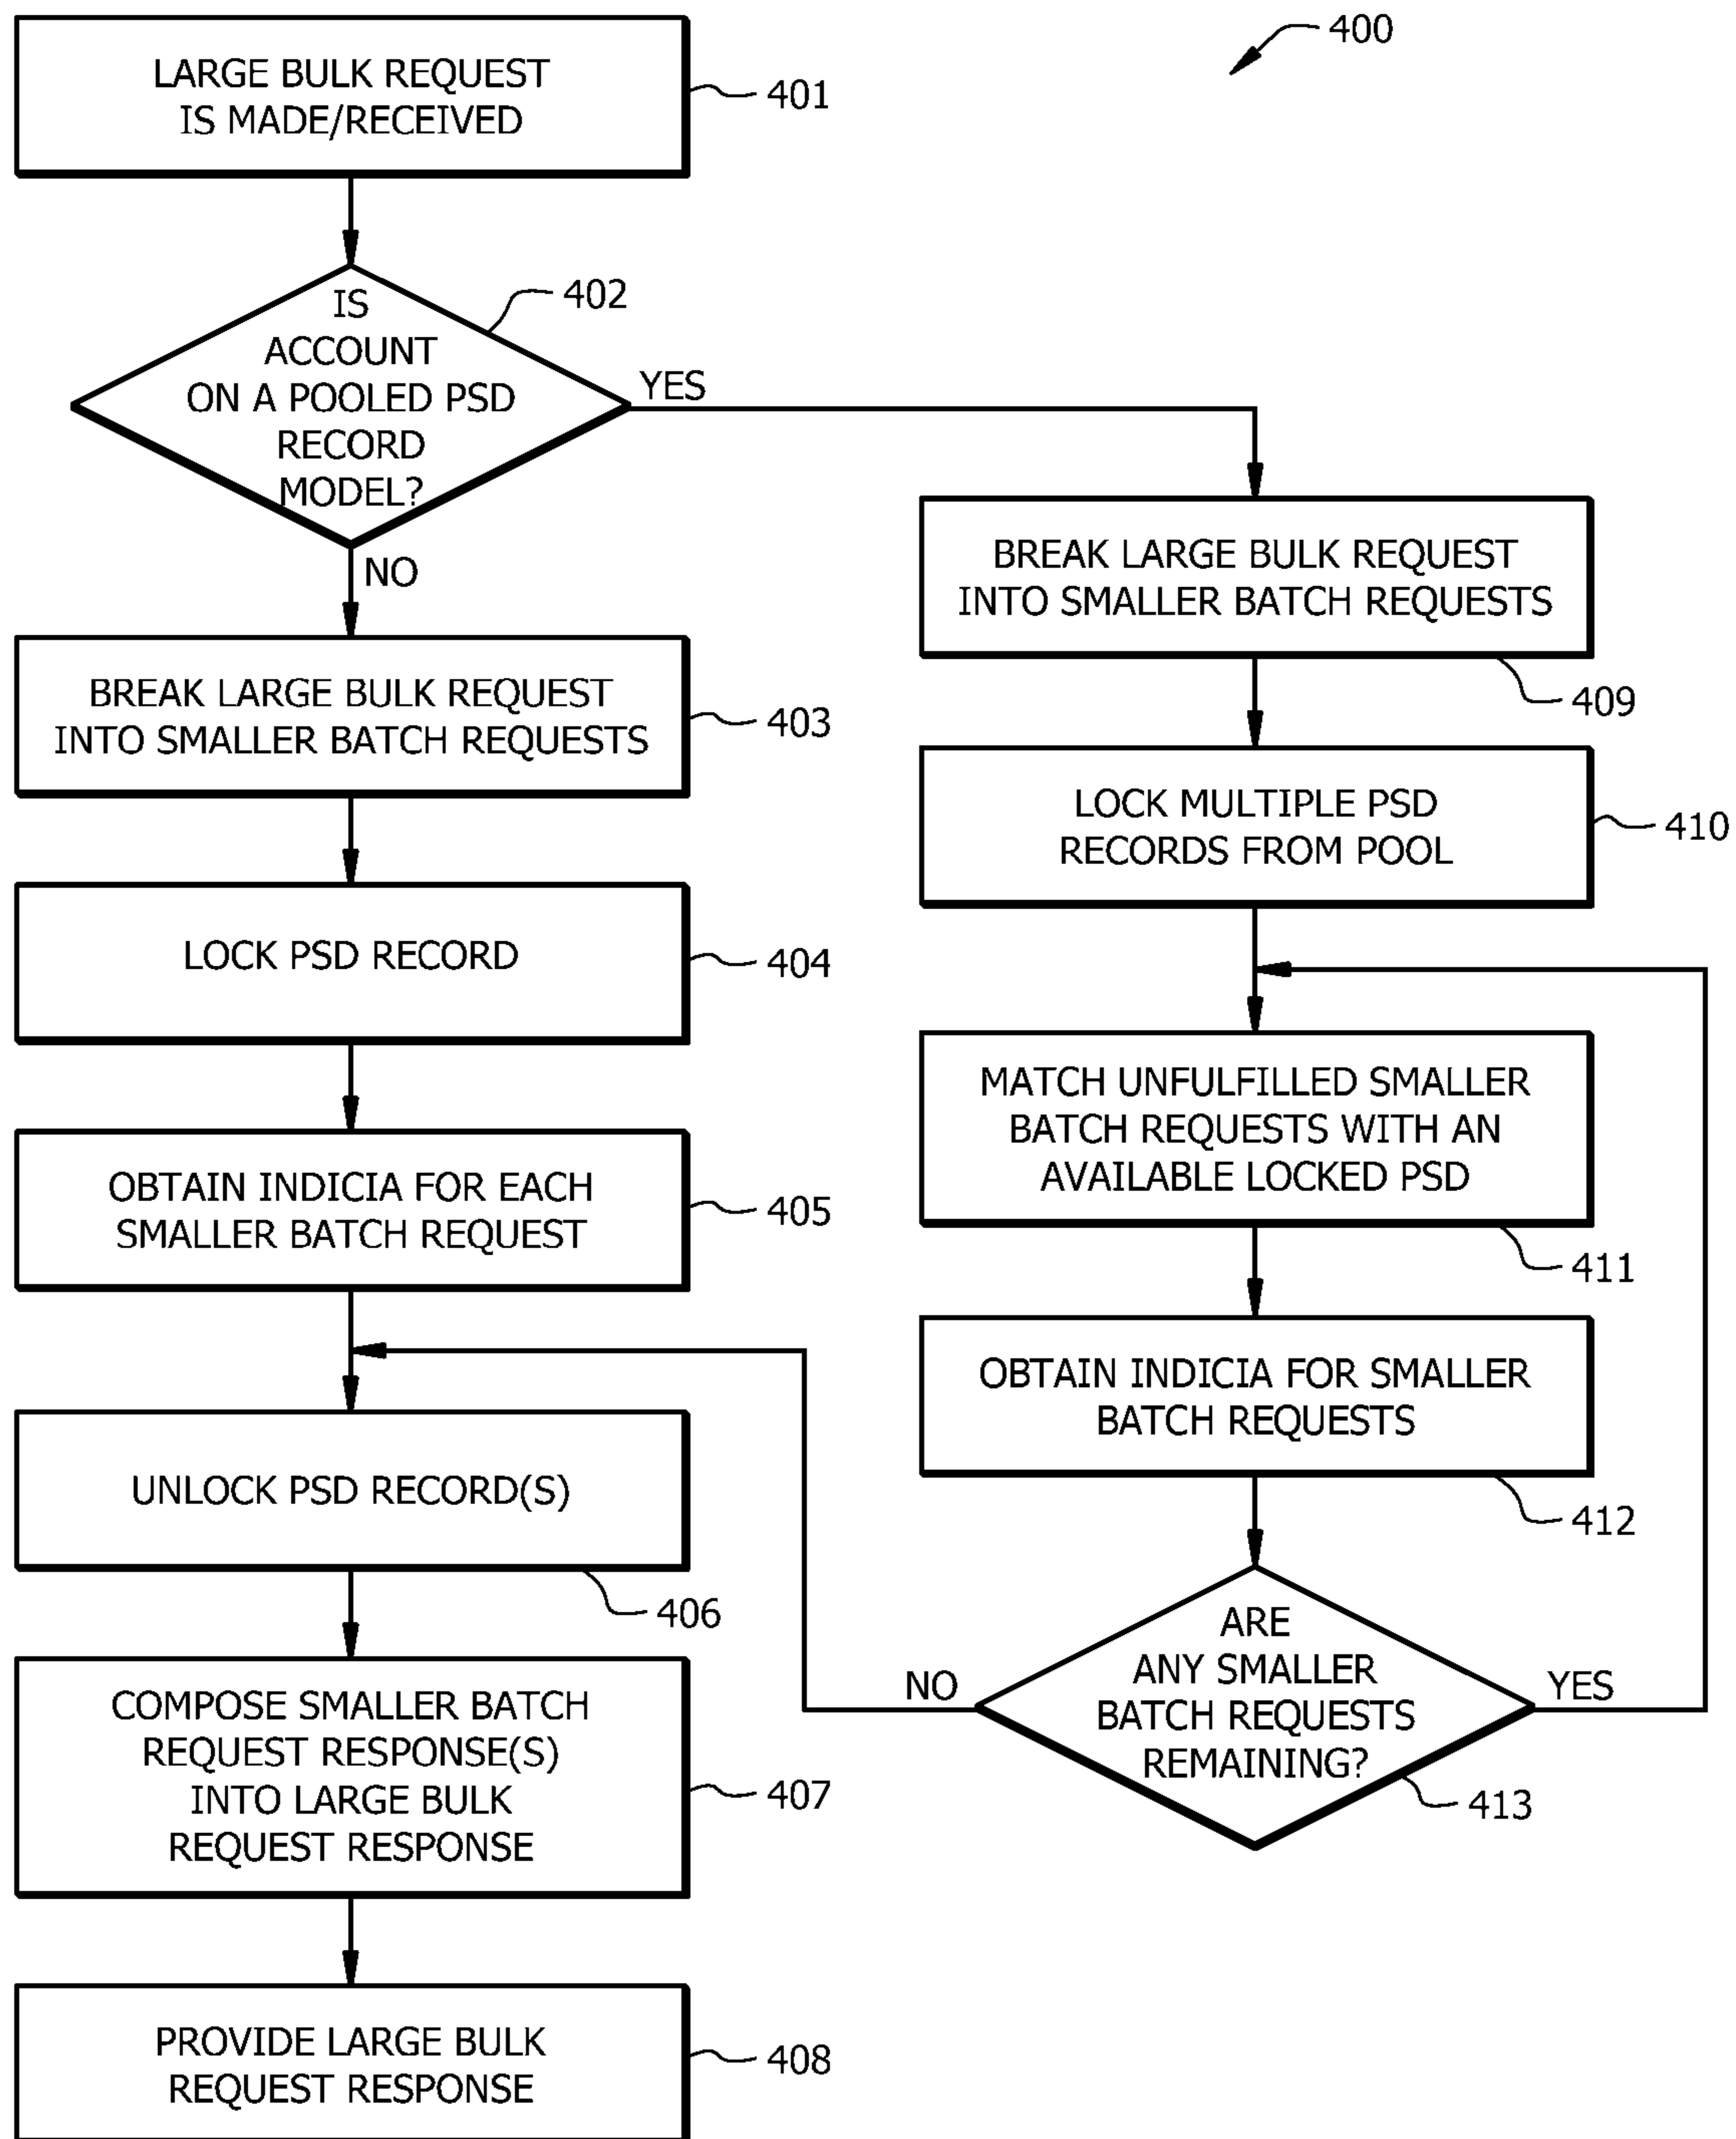 400
LARGE BULK REQUEST
IS MADE/RECEIVED
401
IS
ACCOUNT
ON A POOLED PSD
RECORD
MODEL?
402
YES
NO
BREAK LARGE BULK REQUEST
INTO SMALLER BATCH REQUESTS
403
LOCK PSD RECORD
404
OBTAIN INDICIA FOR EACH
SMALLER BATCH REQUEST
405
UNLOCK PSD RECORD(S)
406
COMPOSE SMALLER BATCH
REQUEST RESPONSE(S)
INTO LARGE BULK
REQUEST RESPONSE
407
PROVIDE LARGE BULK
REQUEST RESPONSE
408
BREAK LARGE BULK REQUEST
INTO SMALLER BATCH REQUESTS
409
LOCK MULTIPLE PSD
RECORDS FROM POOL
410
MATCH UNFULFILLED SMALLER
BATCH REQUESTS WITH AN
AVAILABLE LOCKED PSD
411
OBTAIN INDICIA FOR SMALLER
BATCH REQUESTS
412
ARE
ANY SMALLER
BATCH REQUESTS
REMAINING?
413
NO
YES